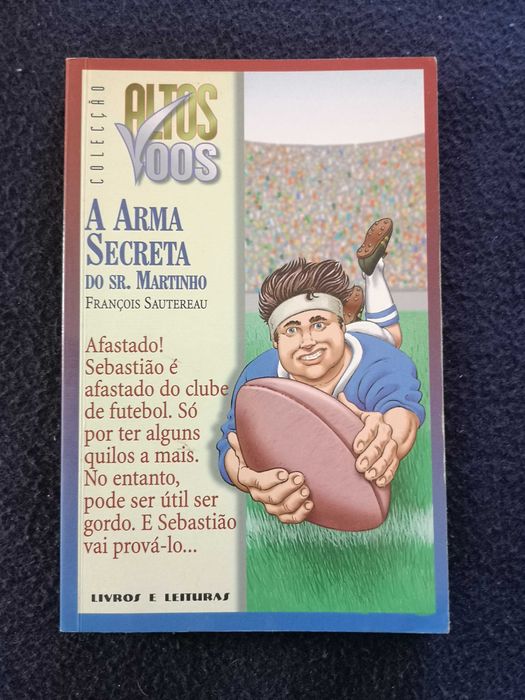 COLECÇÃO
ALTOS
VOOS
A ARMA
SECRETA
DO SR. MARTINHO
FRANÇOIS SAUTEREAU
Afastado!
Sebastião é
afastado do clube
de futebol. Só
por ter alguns
quilos a mais.
No entanto,
pode ser útil ser
gordo. E Sebastião
vai prová-lo...
LIVROS E LEITURAS